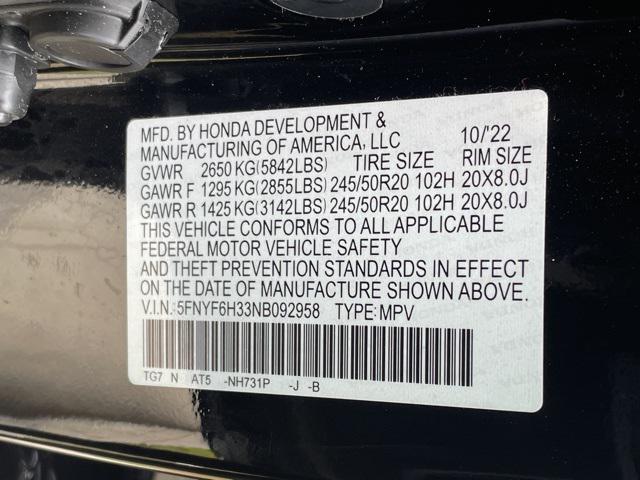 MFD. BY HONDA DEVELOPMENT & 10/'22
MANUFACTURING OF AMERICA, LLC
GVWR 2650 KG(5842LBS) TIRE SIZE RIM SIZE
GAWR F 1295 KG(2855LBS) 245/50R20 102H 20X8.0J
GAWR R 1425 KG(3142LBS) 245/50R20 102H 20X8.0J
THIS VEHICLE CONFORMS TO ALL APPLICABLE
FEDERAL MOTOR VEHICLE SAFETY
AND THEFT PREVENTION STANDARDS IN EFFECT
ON THE DATE OF MANUFACTURE SHOWN ABOVE.
V.I.N.: 5FNYF6H33NB092958 TYPE: MPV
TG7 N AT5 -NH731P -J -B